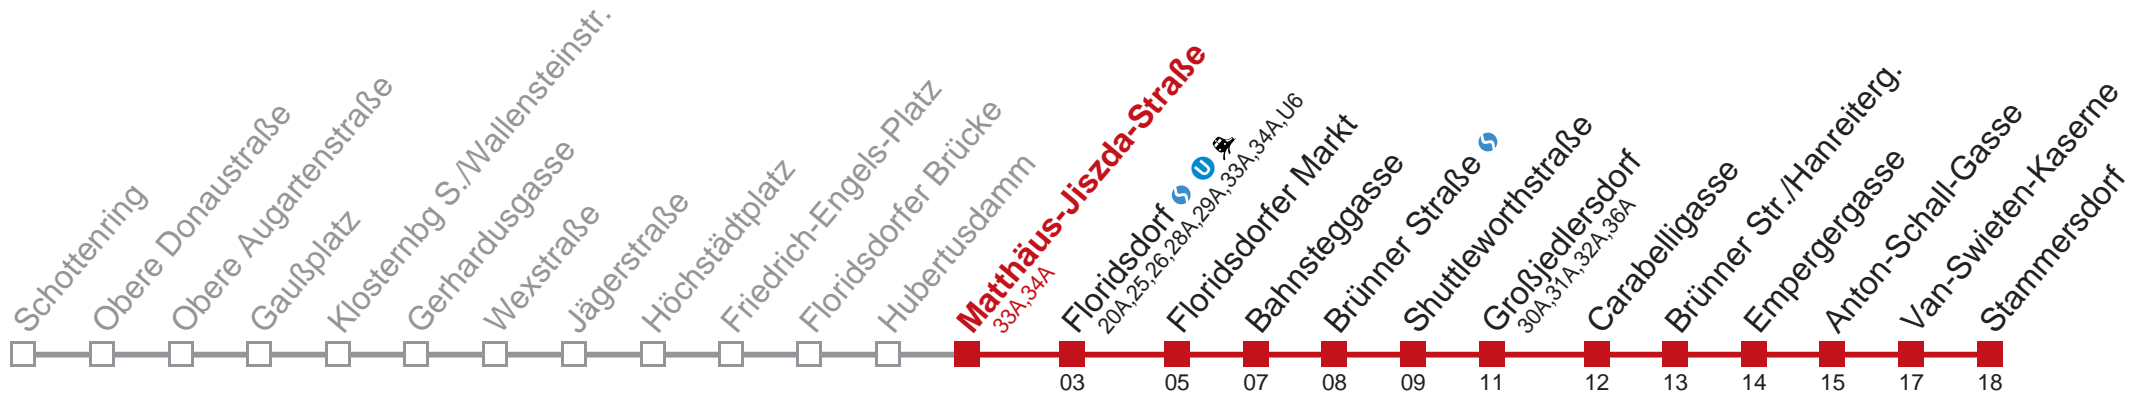 Schottenring
Obere Donaustraße
Obere Augartenstraße
Gaußplatz
Klosternbg S./Wallensteinstr.
Gerhardusgasse
Wexstraße
Jägerstraße
Höchstädtplatz
Friedrich-Engels-Platz
Floridsdorfer Brücke
Hubertusdamm
Matthäus-Jiszda-Straße
33A,34A
Floridsdorf S U
20A,25,26,28A,29A,33A,34A,U6
Floridsdorfer Markt
Bahnsteggasse
Brünner Straße S
Shuttleworthstraße
Großjedlersdorf
30A,31A,32A,36A
Carabelligasse
Brünner Str./Hanreiterg.
Empergergasse
Anton-Schall-Gasse
Van-Swieten-Kaserne
Stammersdorf
03 05 07 08 09 11 12 13 14 15 17 18